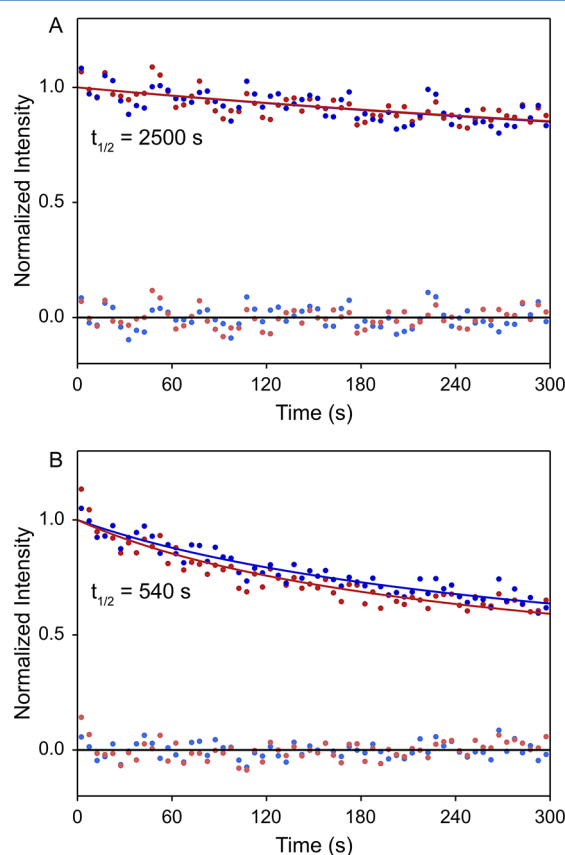 A
Normalized Intensity
1.0
0.5
0.0
t1/2 = 2500 s
0 60 120 180 240 300
Time (s)
B
Normalized Intensity
1.0
0.5
0.0
t1/2 = 540 s
0 60 120 180 240 300
Time (s)